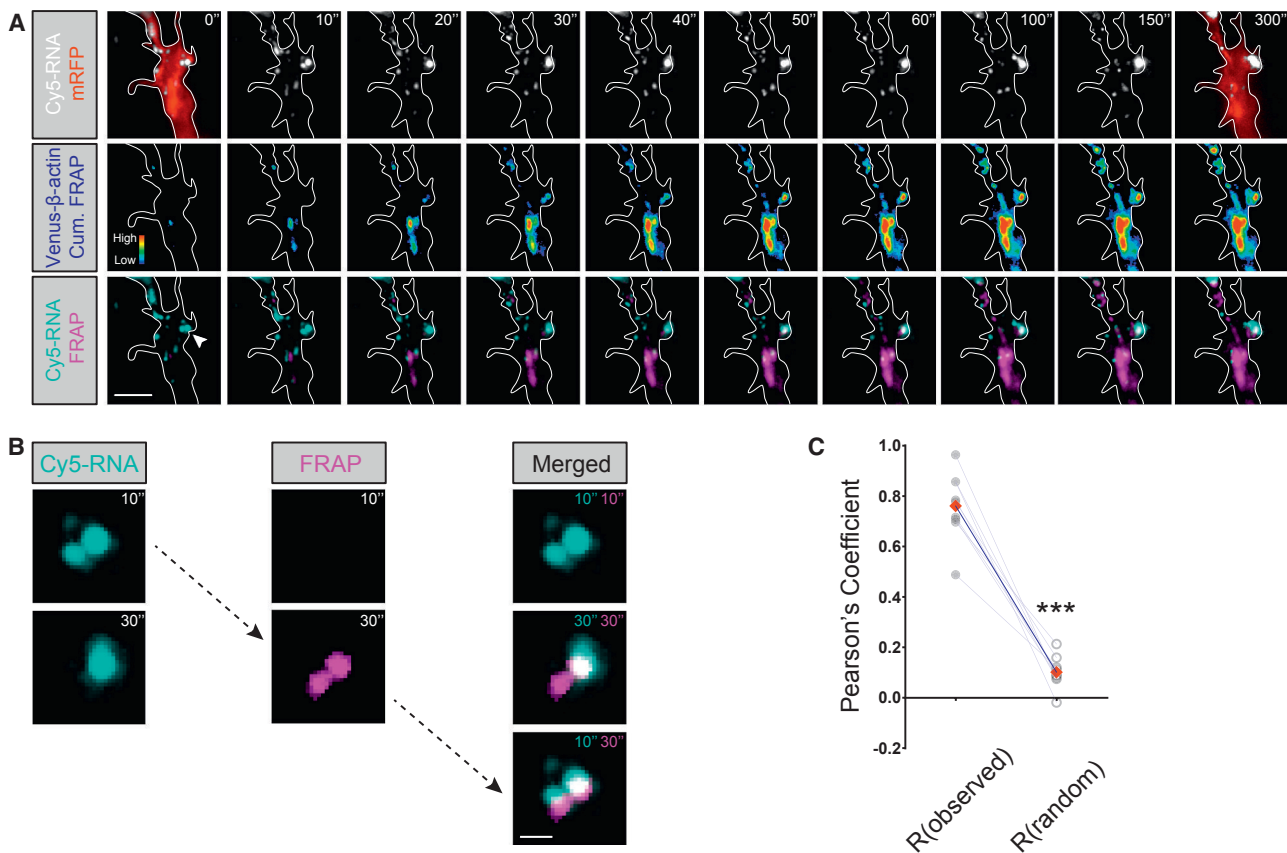 A
Cy5-RNA
mRFP
0’’
10’’
20’’
30’’
40’’
50’’
60’’
100’’
150’’
300’’
Venus-β-actin
Cum. FRAP
High
Low
Cy5-RNA
FRAP
B
Cy5-RNA
FRAP
Merged
10’’
10’’
10’’ 10’’
30’’
30’’
30’’ 30’’
10’’ 30’’
C
Pearson's Coefficient
1.0
0.8
0.6
0.4
0.2
0.0
-0.2
***
R(observed)
R(random)